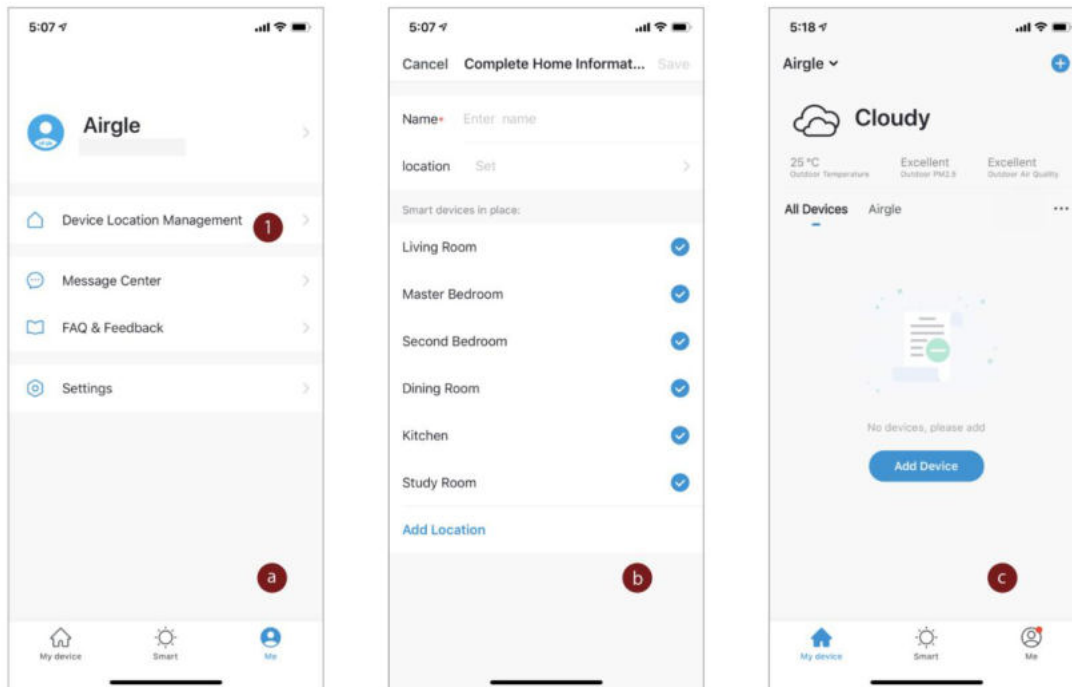 5:07
Airgle
Device Location Management
1
Message Center
FAQ & Feedback
Settings
a
My device Smart Me
5:07
Cancel Complete Home Informat... Save
Name* Enter name
location Set
Smart devices in place:
Living Room
Master Bedroom
Second Bedroom
Dining Room
Kitchen
Study Room
Add Location
b
5:18
Airgle
Cloudy
25 °C Excellent Excellent
Outdoor Temperature Outdoor PM2.5 Outdoor Air Quality
All Devices Airgle ...
No devices, please add
Add Device
c
My device Smart Me